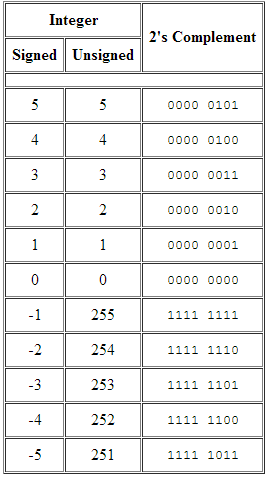 Integer 2's Complement
Signed Unsigned
5 5 0000 0101
4 4 0000 0100
3 3 0000 0011
2 2 0000 0010
1 1 0000 0001
0 0 0000 0000
-1 255 1111 1111
-2 254 1111 1110
-3 253 1111 1101
-4 252 1111 1100
-5 251 1111 1011